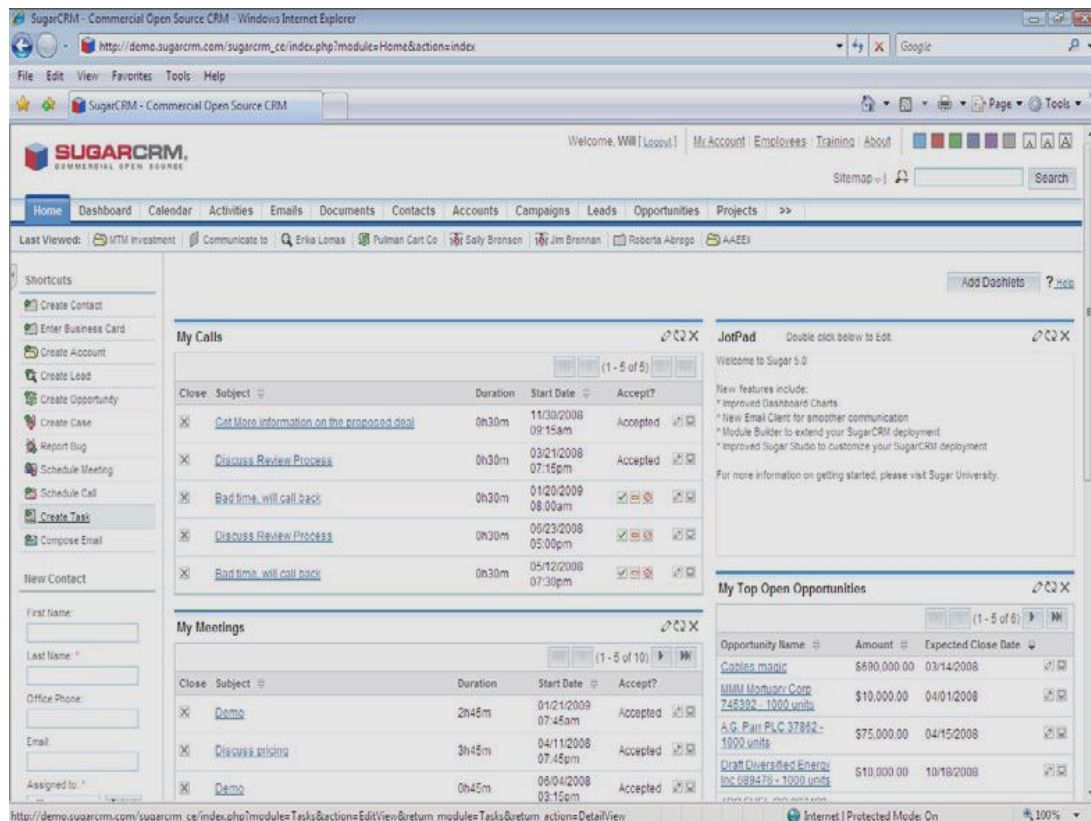 SugarCRM - Commercial Open Source CRM - Windows Internet Explorer
http://demo.sugarcrm.com/sugarcrm_ce/index.php?module=Home&action=index
Google
File Edit View Favorites Tools Help
SugarCRM - Commercial Open Source CRM
Page Tools
SUGARCRM.
COMMERCIAL OPEN SOURCE
Welcome, Will [Logout] My Account Employees Training About
A A A
Sitemap
Search
Home Dashboard Calendar Activities Emails Documents Contacts Accounts Campaigns Leads Opportunities Projects >>
Last Viewed: MTM Investment Communicate to Erika Lomas Pulman Cart Co Sally Bronsen Jim Brennan Roberta Abrego
Shortcuts
Create Contact
Enter Business Card
Create Account
Create Lead
Create Opportunity
Create Case
Report Bug
Schedule Meeting
Schedule Call
Create Task
Compose Email
New Contact
First Name:
Last Name: *
Office Phone:
Email:
Assigned to: *
Add Dashlets ? Help
My Calls
(1 - 5 of 5)
Close Subject Duration Start Date Accept?
Get More information on the proposed deal 0h30m 11/30/2008 Accepted
09:15am
Discuss Review Process 0h30m 03/21/2008 Accepted
07:15pm
Bad time, will call back 0h30m 01/20/2009
08:00am
Discuss Review Process 0h30m 06/23/2008
05:00pm
Bad time, will call back 0h30m 05/12/2008
07:30pm
My Meetings
(1 - 5 of 10)
Close Subject Duration Start Date Accept?
Demo 2h45m 01/21/2009 Accepted
07:45am
Discuss pricing 3h45m 04/11/2008 Accepted
07:45pm
Demo 0h45m 06/04/2008 Accepted
03:15pm
JotPad Double click below to Edit.
Welcome to Sugar 5.0
New features include:
* Improved Dashboard Charts
* New Email Client for smoother communication
* Module Builder to extend your SugarCRM deployment
* Improved Sugar Studio to customize your SugarCRM deployment
For more information on getting started, please visit Sugar University.
My Top Open Opportunities
(1 - 5 of 6)
Opportunity Name Amount Expected Close Date
Gables magic $690,000.00 03/14/2008
MMM Mortuary Corp
745392 - 1000 units $10,000.00 04/01/2008
A.G. Parr PLC 37862 -
1000 units $75,000.00 04/15/2008
Draft Diversified Energy
Inc 689476 - 1000 units $10,000.00 10/18/2008
http://demo.sugarcrm.com/sugarcrm_ce/index.php?module=Tasks&action=EditView&return_module=Tasks&return_action=DetailView
Internet | Protected Mode: On 100%